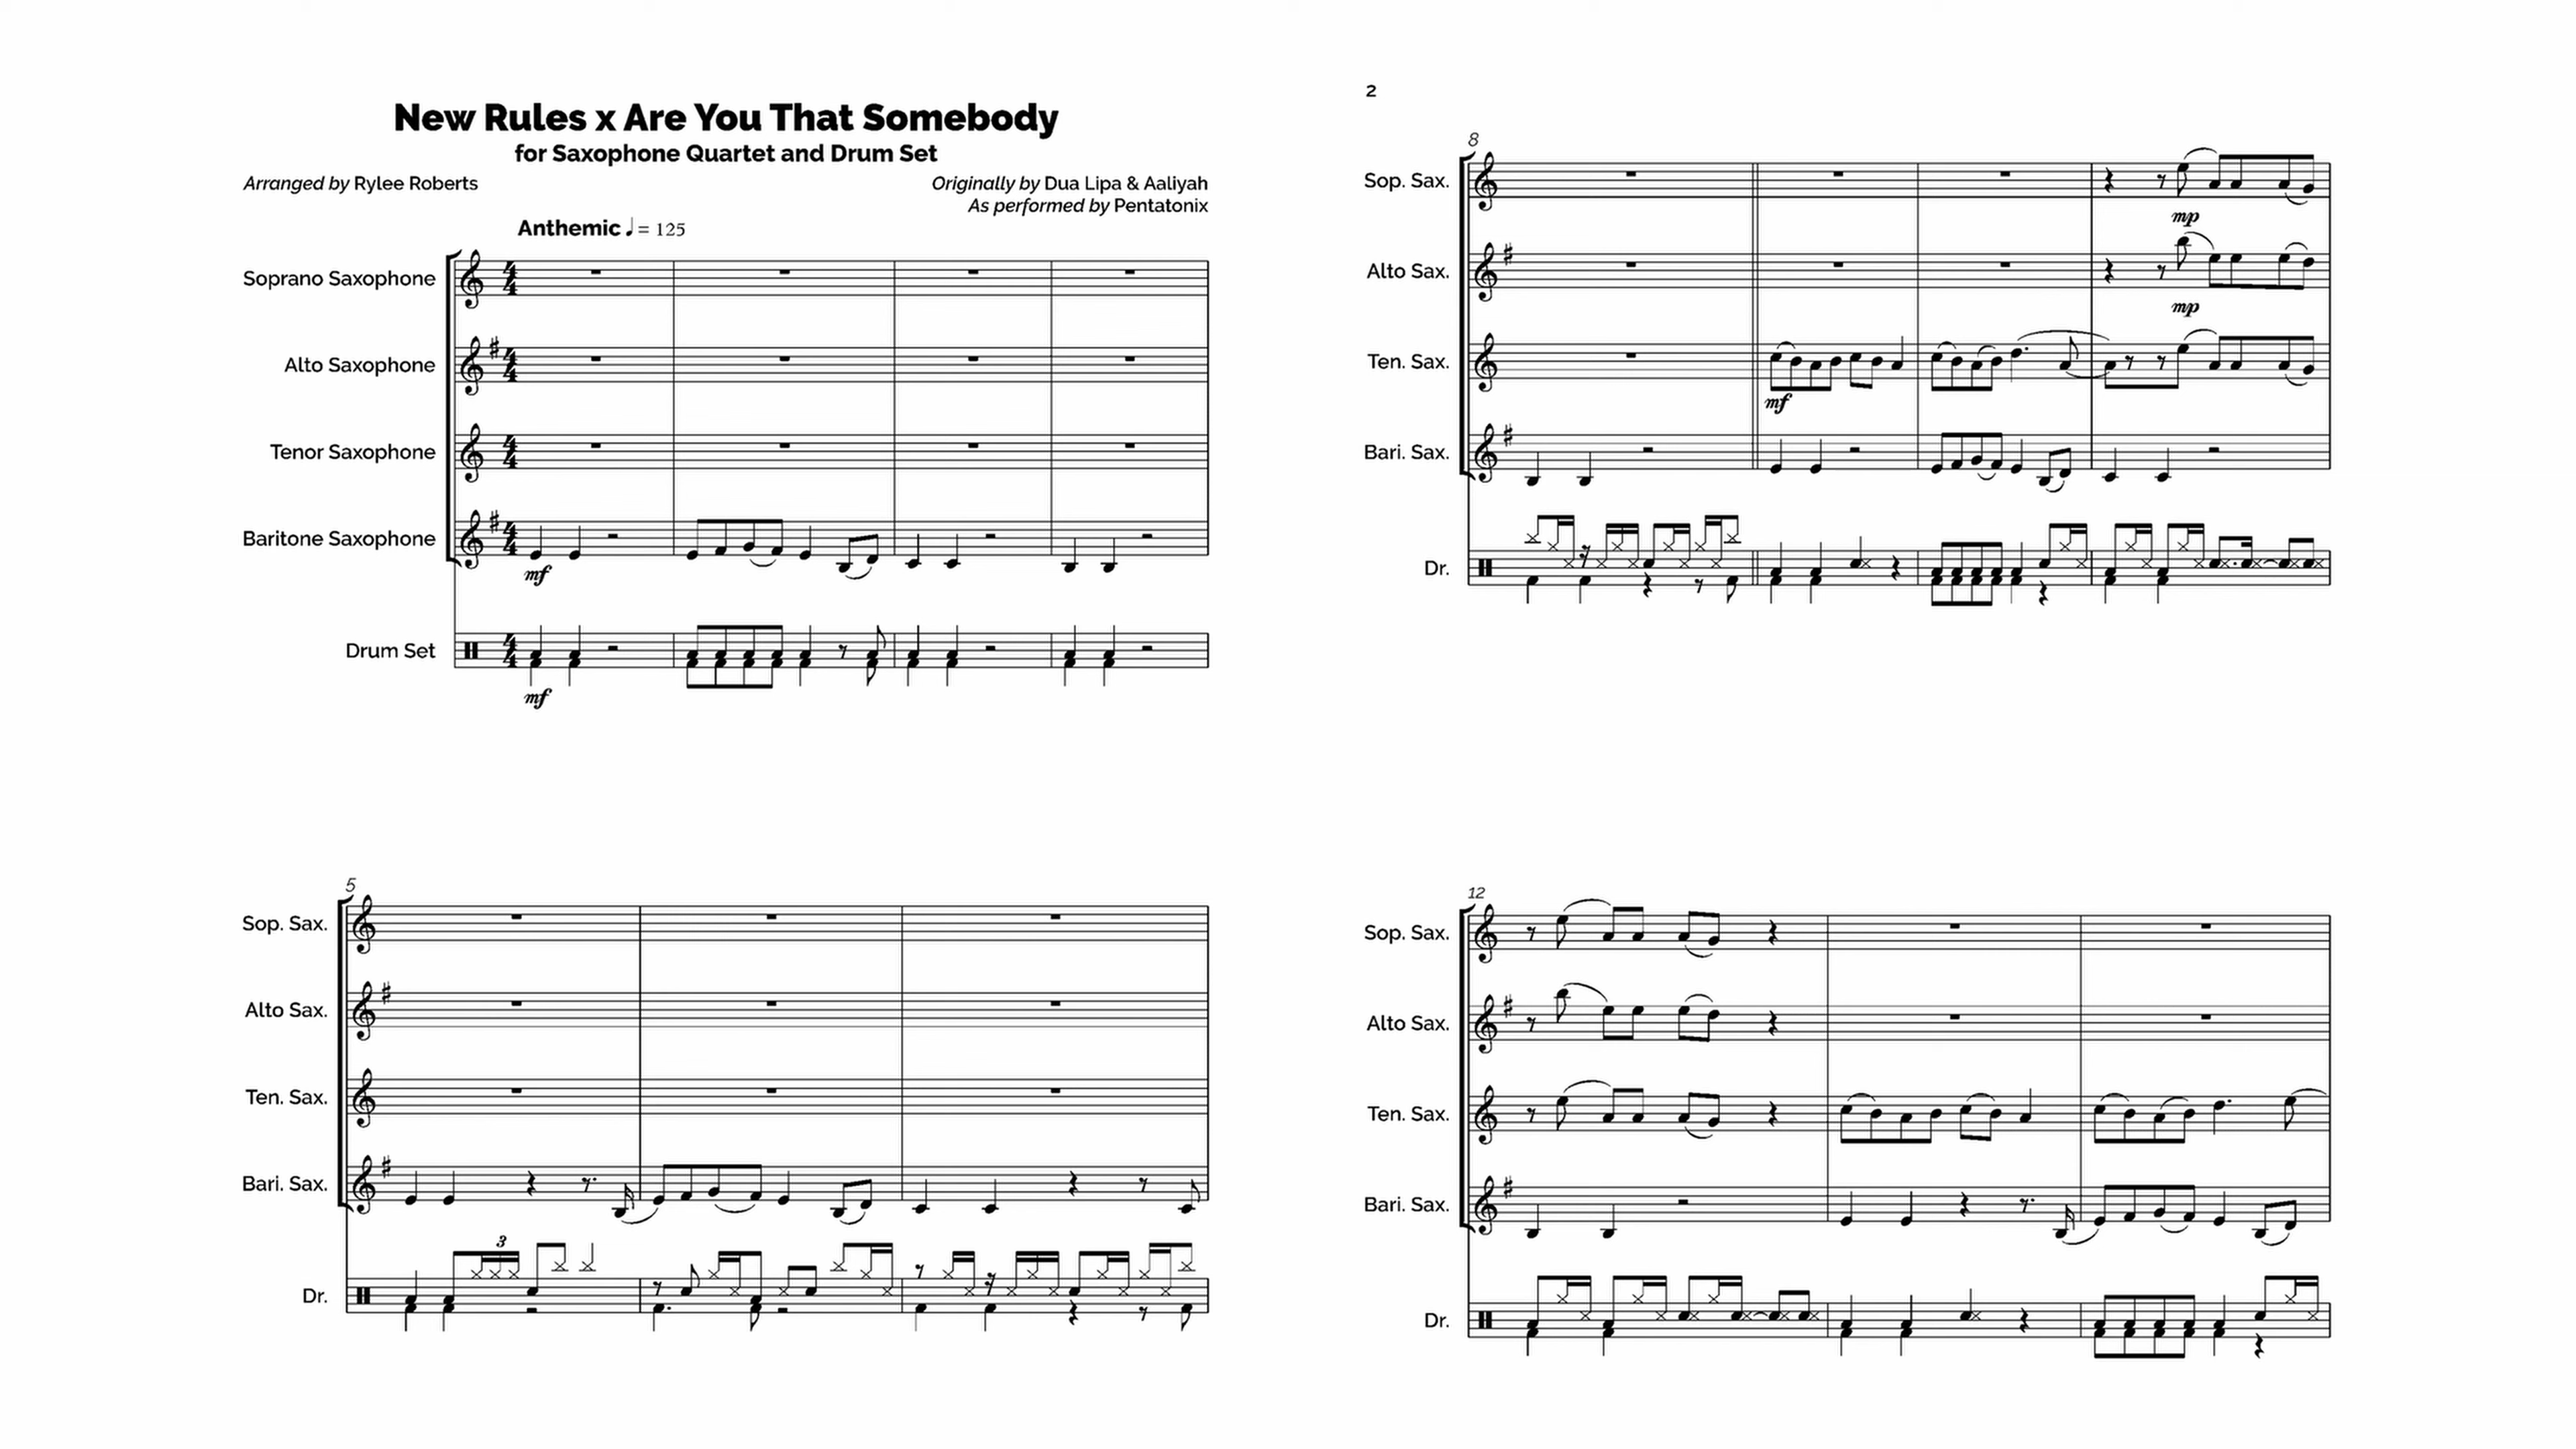 New Rules x Are You That Somebody
for Saxophone Quartet and Drum Set
Arranged by Rylee Roberts
Originally by Dua Lipa & Aaliyah
As performed by Pentatonix
Anthemic ♩ = 125
Soprano Saxophone
Alto Saxophone
Tenor Saxophone
Baritone Saxophone
mf
Drum Set
mf
5
Sop. Sax.
Alto Sax.
Ten. Sax.
Bari. Sax.
3
Dr.
2
8
Sop. Sax.
mp
Alto Sax.
mp
Ten. Sax.
mf
Bari. Sax.
Dr.
12
Sop. Sax.
Alto Sax.
Ten. Sax.
Bari. Sax.
Dr.